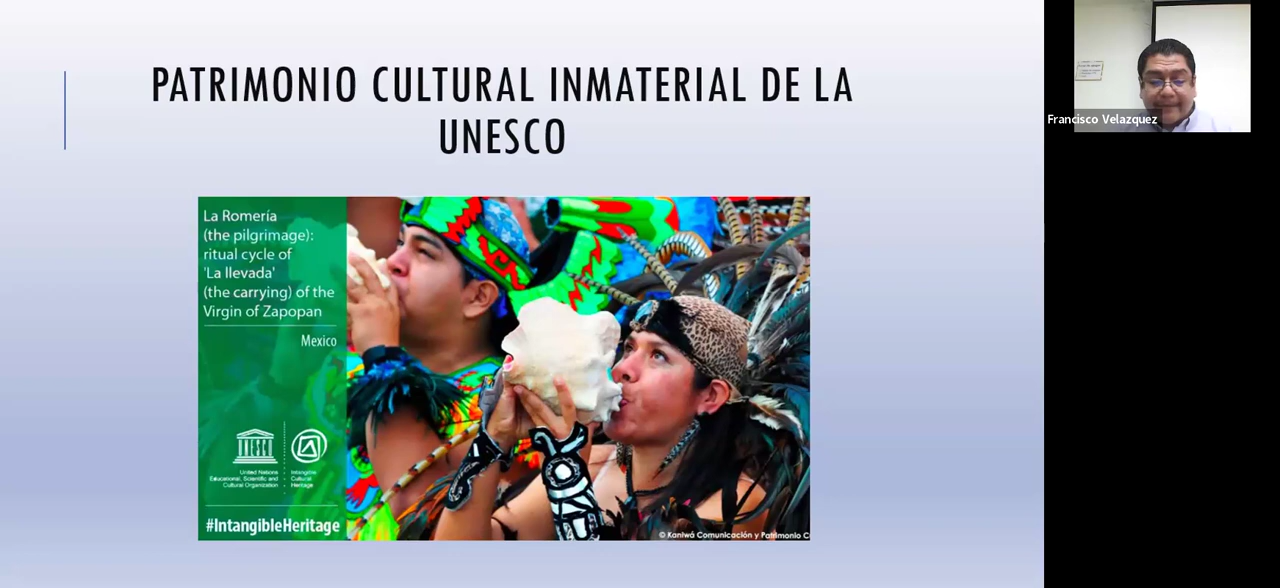 PATRIMONIO CULTURAL INMATERIAL DE LA
UNESCO
La Romería
(the pilgrimage):
ritual cycle of
'La llevada'
(the carrying) of the
Virgin of Zapopan
Mexico
UNESCO
United Nations
Educational, Scientific and
Cultural Organization
Intangible
Cultural
Heritage
#IntangibleHeritage
© Kaniwá Comunicación y Patrimonio C
Francisco Velazquez